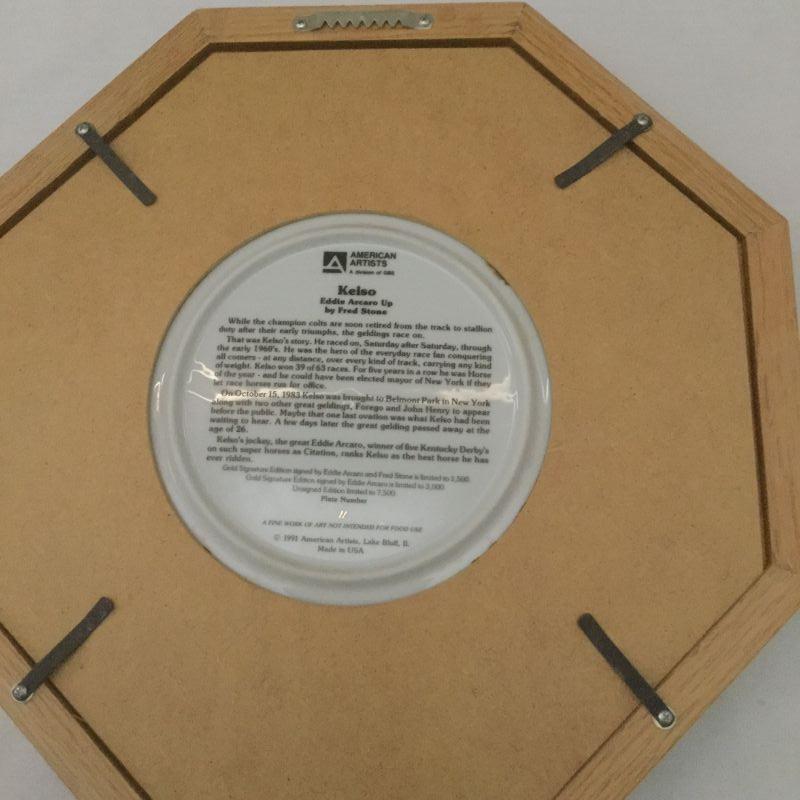 AMERICAN
ARTISTS
A division of GBS
Kelso
Eddie Arcaro Up
by Fred Stone
While the champion colts are soon retired from the track to stallion
duty after their early triumphs, the geldings race on.
That was Kelso's story. He raced on, Saturday after Saturday, through
the early 1960's. He was the hero of the everyday race fan conquering
all comers - at any distance, over every kind of track, carrying any kind
of weight. Kelso won 39 of 63 races. For five years in a row he was Horse
of the year - and he could have been elected mayor of New York if they
let race horses run for office.
On October 15, 1983 Kelso was brought to Belmont Park in New York
along with two other great geldings, Forego and John Henry to appear
before the public. Maybe that one last ovation was what Kelso had been
waiting to hear. A few days later the great gelding passed away at the
age of 26.
Kelso's jockey, the great Eddie Arcaro, winner of five Kentucky Derby's
on such super horses as Citation, ranks Kelso as the best horse he has
ever ridden.
Gold Signature Edition signed by Eddie Arcaro and Fred Stone is limited to 1,500.
Gold Signature Edition signed by Eddie Arcaro is limited to 3,000.
Unsigned Edition limited to 7,500.
Plate Number
A FINE WORK OF ART NOT INTENDED FOR FOOD USE
© 1991 American Artists, Lake Bluff, IL
Made in USA